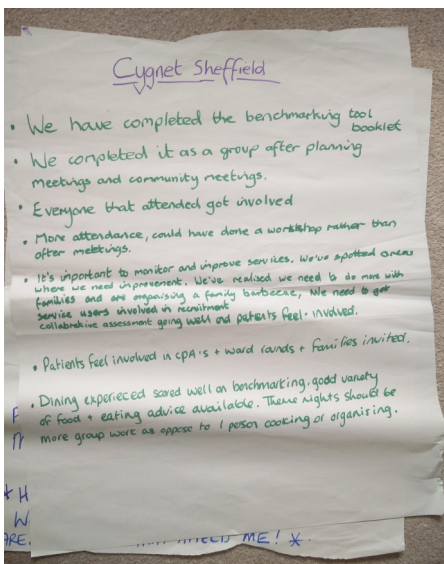 Cygnet Sheffield
• We have completed the benchmarking tool
booklet
• We completed it as a group after planning
meetings and community meetings.
• Everyone that attended got involved
• More attendance, could have done a workshop rather than
after meetings.
• It's important to monitor and improve services. We've spotted areas
where we need improvement. We've realised we need to do more with
families and are organising a family barbecue, We need to get
service users involved in recruitment
collaborative assessment going well and patients feel. involved.
• Patients feel involved in CPA's + ward rounds + families invited.
• Dining experieced scored well on benchmarking. good variety
of food + eating advice available. Theme nights should be
more group work as oppose to 1 person cooking or organising.
* H
W
ARE.
ME! *